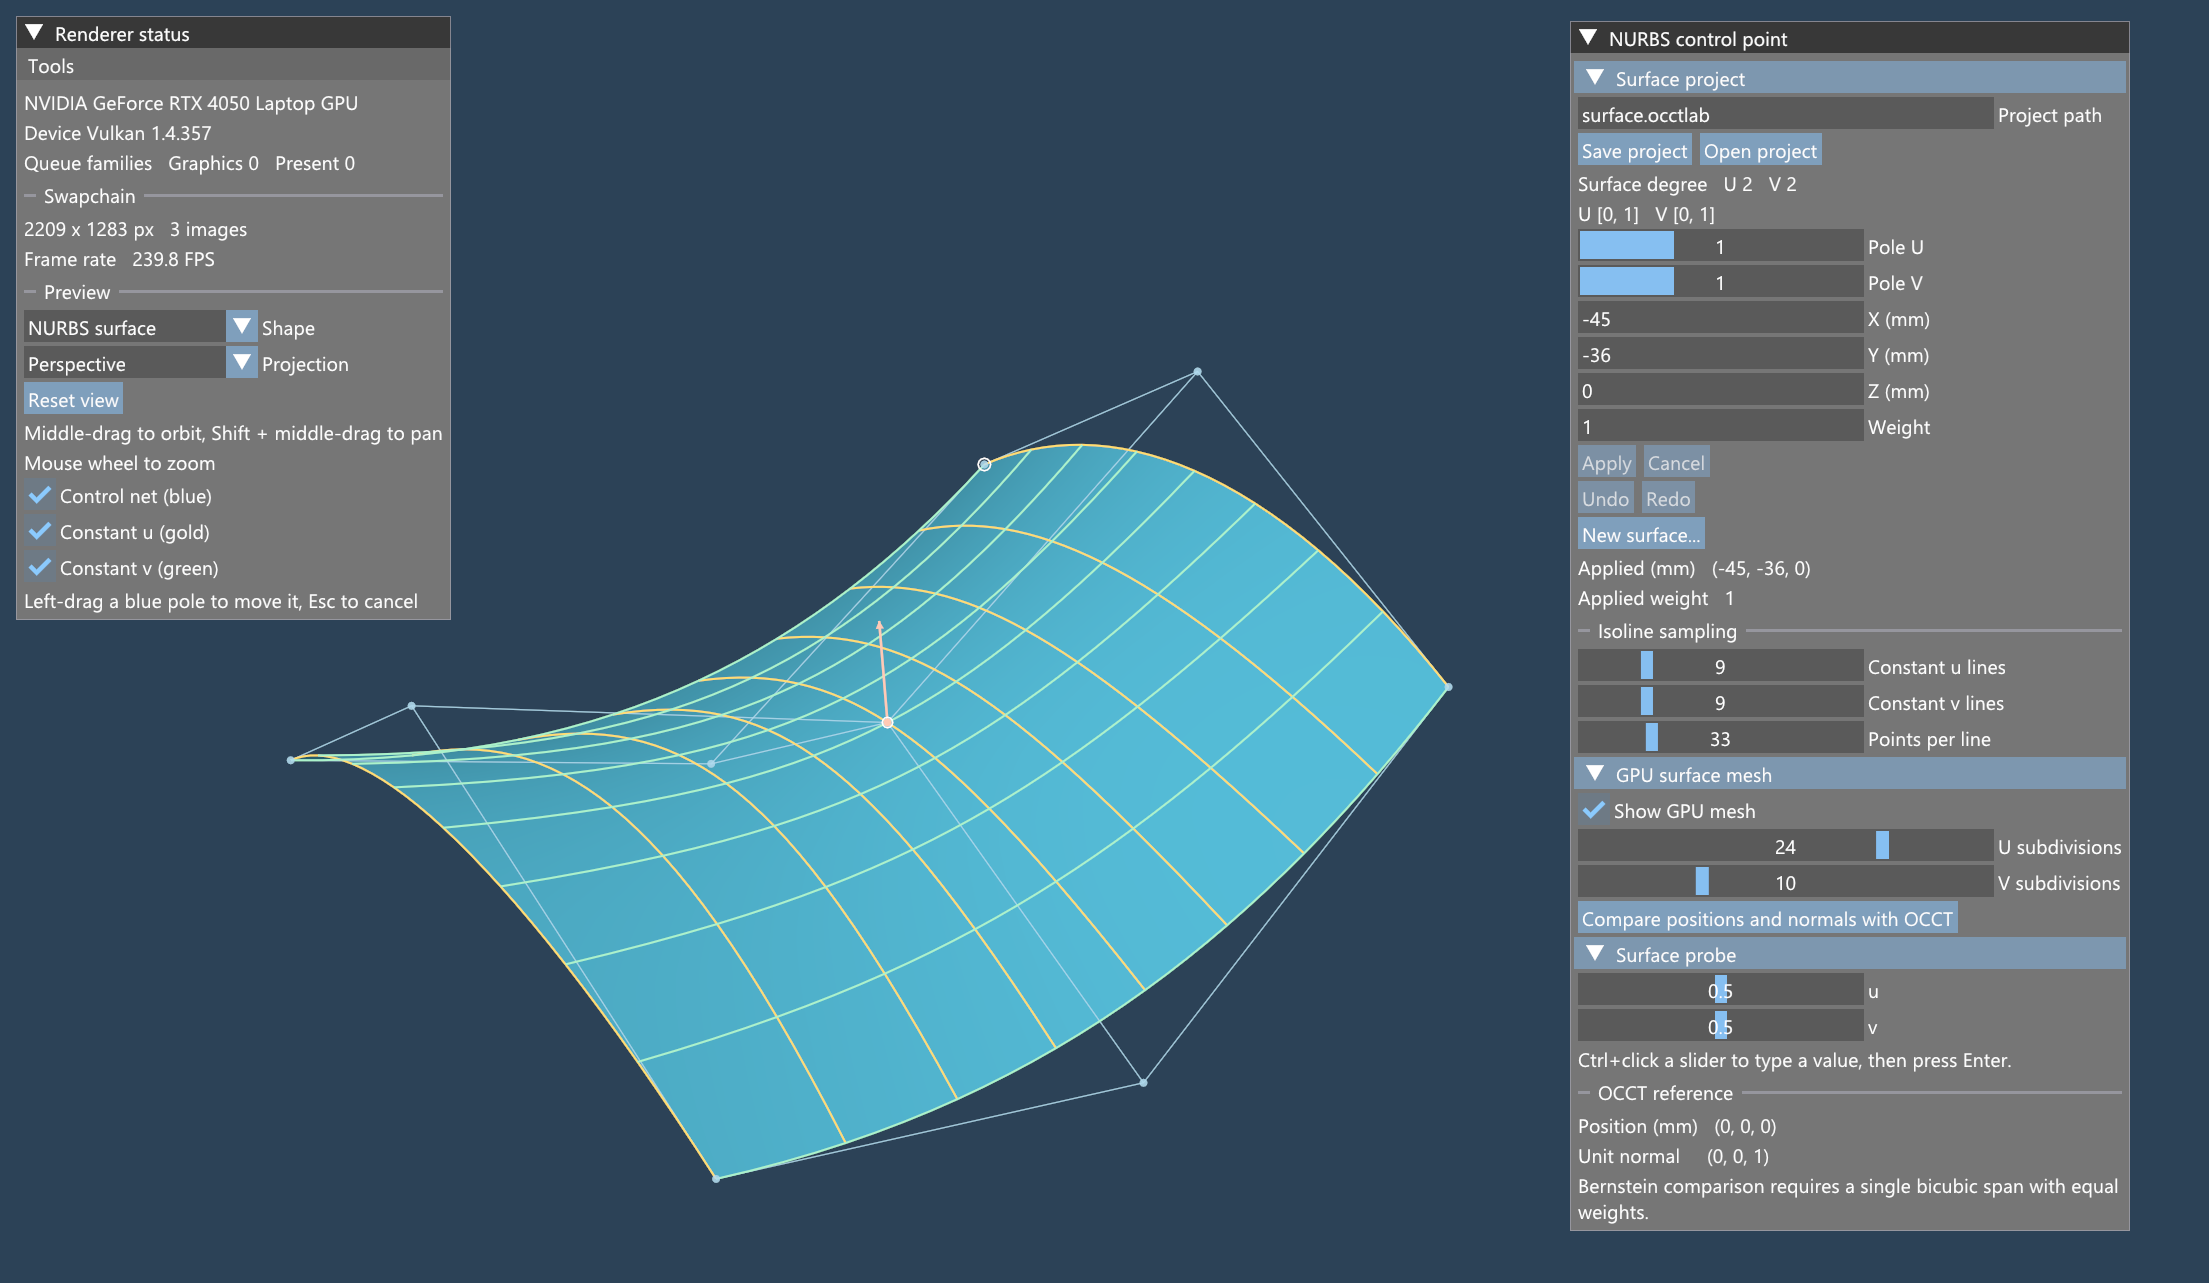 Renderer status
Tools
NVIDIA GeForce RTX 4050 Laptop GPU
Device Vulkan 1.4.357
Queue families Graphics 0 Present 0
Swapchain
2209 x 1283 px 3 images
Frame rate 239.8 FPS
Preview
NURBS surface Shape
Perspective Projection
Reset view
Middle-drag to orbit, Shift + middle-drag to pan
Mouse wheel to zoom
Control net (blue)
Constant u (gold)
Constant v (green)
Left-drag a blue pole to move it, Esc to cancel
NURBS control point
Surface project
surface.occtlab Project path
Save project Open project
Surface degree U 2 V 2
U [0, 1] V [0, 1]
1 Pole U
1 Pole V
-45 X (mm)
-36 Y (mm)
0 Z (mm)
1 Weight
Apply Cancel
Undo Redo
New surface...
Applied (mm) (-45, -36, 0)
Applied weight 1
Isoline sampling
9 Constant u lines
9 Constant v lines
33 Points per line
GPU surface mesh
Show GPU mesh
24 U subdivisions
10 V subdivisions
Compare positions and normals with OCCT
Surface probe
0.5 u
0.5 v
Ctrl+click a slider to type a value, then press Enter.
OCCT reference
Position (mm) (0, 0, 0)
Unit normal (0, 0, 1)
Bernstein comparison requires a single bicubic span with equal
weights.